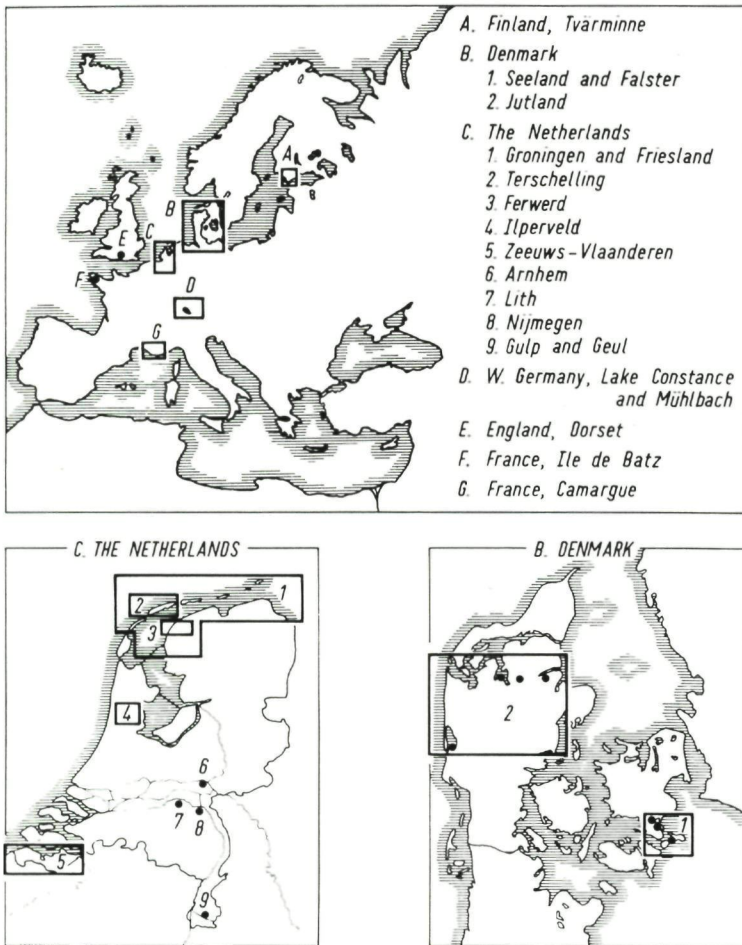 A. Finland, Tvärminne
B. Denmark
1. Seeland and Falster
2. Jutland
C. The Netherlands
1. Groningen and Friesland
2. Terschelling
3. Ferwerd
4. Ilperveld
5. Zeeuws-Vlaanderen
6. Arnhem
7. Lith
8. Nijmegen
9. Gulp and Geul
D. W. Germany, Lake Constance
and Mühlbach
E. England, Dorset
F. France, Ile de Batz
G. France, Camargue
A
B
C
E
F
D
G
C. THE NETHERLANDS
1
2
3
4
6
7
8
5
9
B. DENMARK
2
1